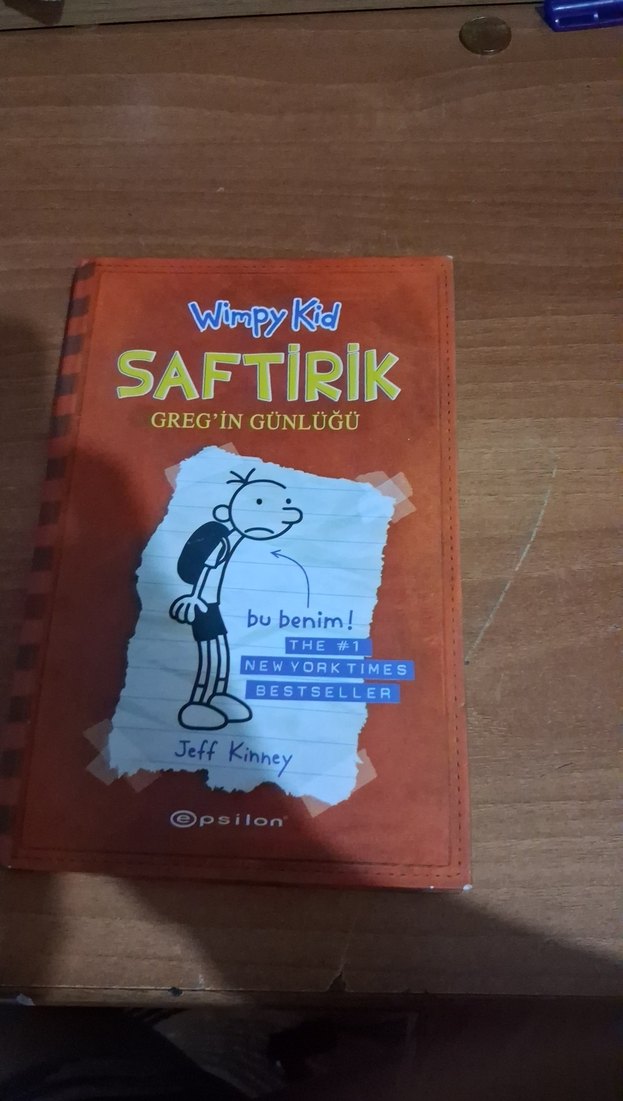 Wimpy Kid
SAFTİRİK
GREG'İN GÜNLÜĞÜ
bu benim!
THE #1
NEW YORK TIMES
BESTSELLER
Jeff Kinney
epsilon